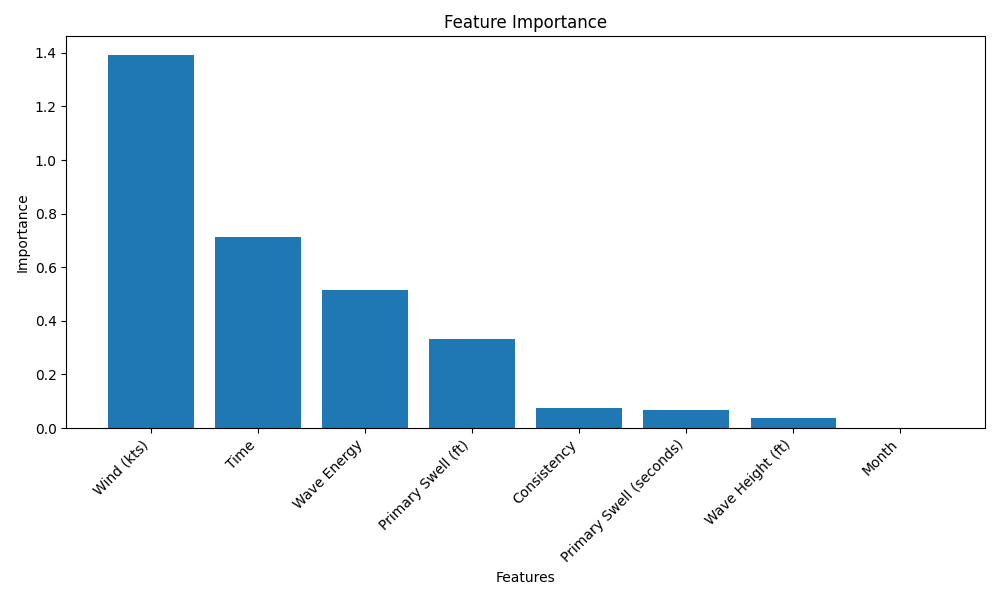 Feature Importance
1.4
1.2
1.0
0.8
0.6
0.4
0.2
0.0
Importance
Wind (kts)
Time
Wave Energy
Primary Swell (ft)
Consistency
Primary Swell (seconds)
Wave Height (ft)
Month
Features